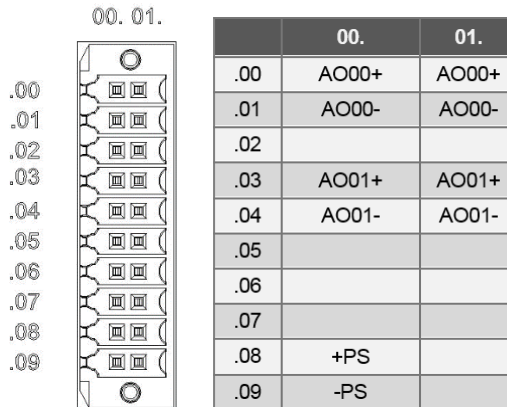 00. 01.
.00
.01
.02
.03
.04
.05
.06
.07
.08
.09
00. 01.
.00 AO00+ AO00+
.01 AO00- AO00-
.02
.03 AO01+ AO01+
.04 AO01- AO01-
.05
.06
.07
.08 +PS
.09 -PS